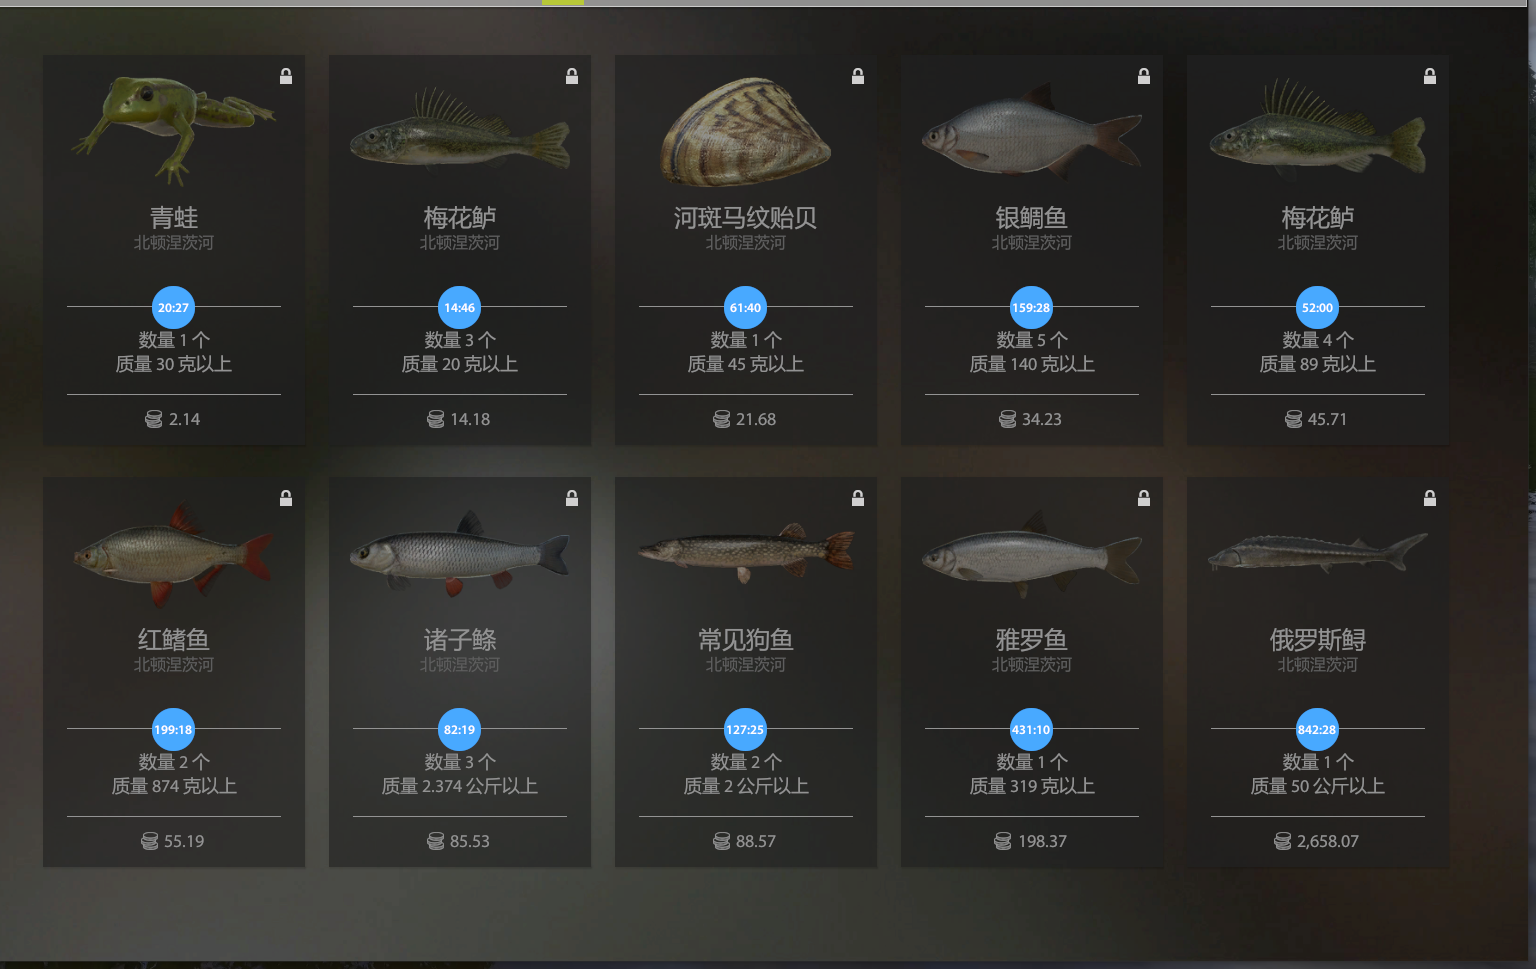 青蛙
北顿涅茨河
20:27
数量 1 个
质量 30 克以上
2.14
梅花鲈
北顿涅茨河
14:46
数量 3 个
质量 20 克以上
14.18
河斑马纹贻贝
北顿涅茨河
61:40
数量 1 个
质量 45 克以上
21.68
银鲷鱼
北顿涅茨河
159:28
数量 5 个
质量 140 克以上
34.23
梅花鲈
北顿涅茨河
52:00
数量 4 个
质量 89 克以上
45.71
红鳍鱼
北顿涅茨河
199:18
数量 2 个
质量 874 克以上
55.19
诸子鲦
北顿涅茨河
82:19
数量 3 个
质量 2.374 公斤以上
85.53
常见狗鱼
北顿涅茨河
127:25
数量 2 个
质量 2 公斤以上
88.57
雅罗鱼
北顿涅茨河
431:10
数量 1 个
质量 319 克以上
198.37
俄罗斯鲟
北顿涅茨河
842:28
数量 1 个
质量 50 公斤以上
2,658.07